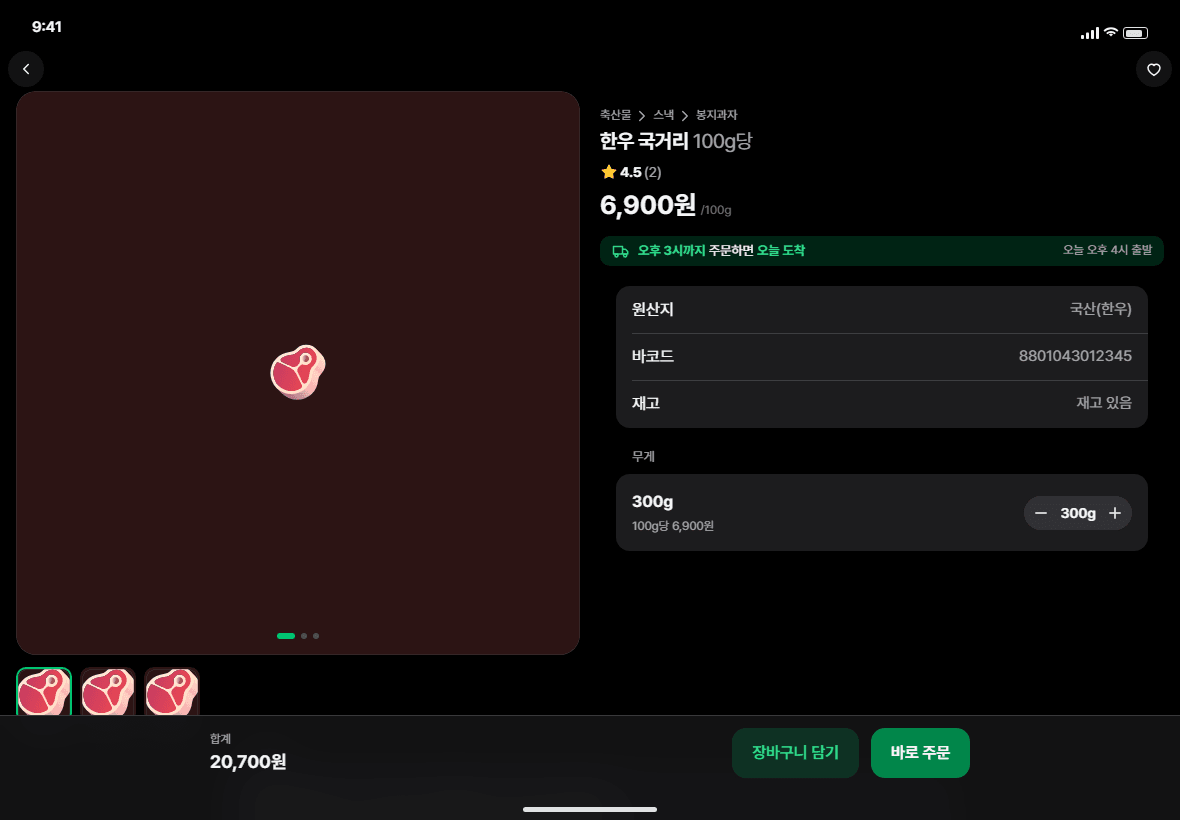 9:41
축산물 > 스낵 > 봉지과자
한우 국거리 100g당
4.5 (2)
6,900원 /100g
오후 3시까지 주문하면 오늘 도착
오늘 오후 4시 출발
원산지
국산(한우)
바코드
8801043012345
재고
재고 있음
무게
300g
100g당 6,900원
− 300g +
합계
20,700원
장바구니 담기
바로 주문